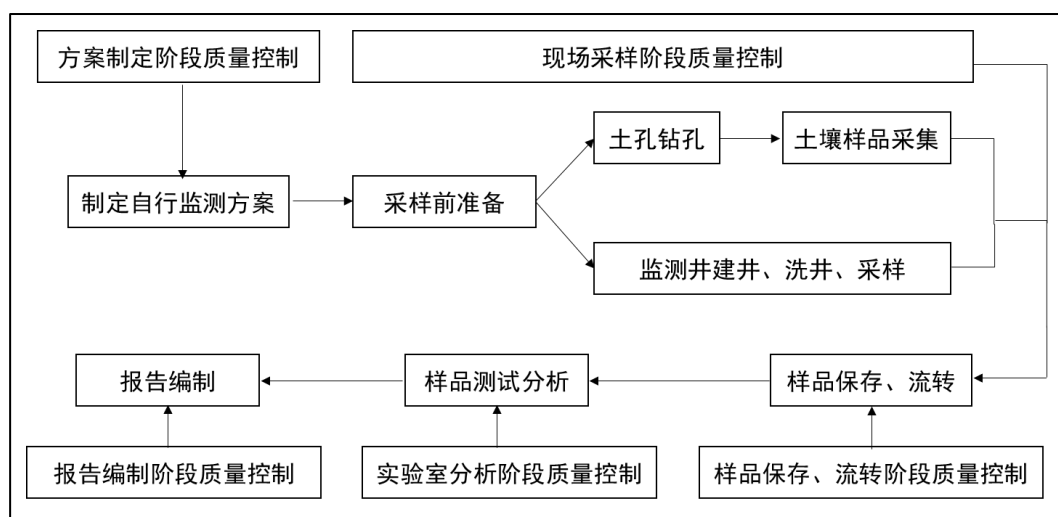 方案制定阶段质量控制
现场采样阶段质量控制
土孔钻孔
土壤样品采集
制定自行监测方案
采样前准备
监测井建井、洗井、采样
报告编制
样品测试分析
样品保存、流转
报告编制阶段质量控制
实验室分析阶段质量控制
样品保存、流转阶段质量控制